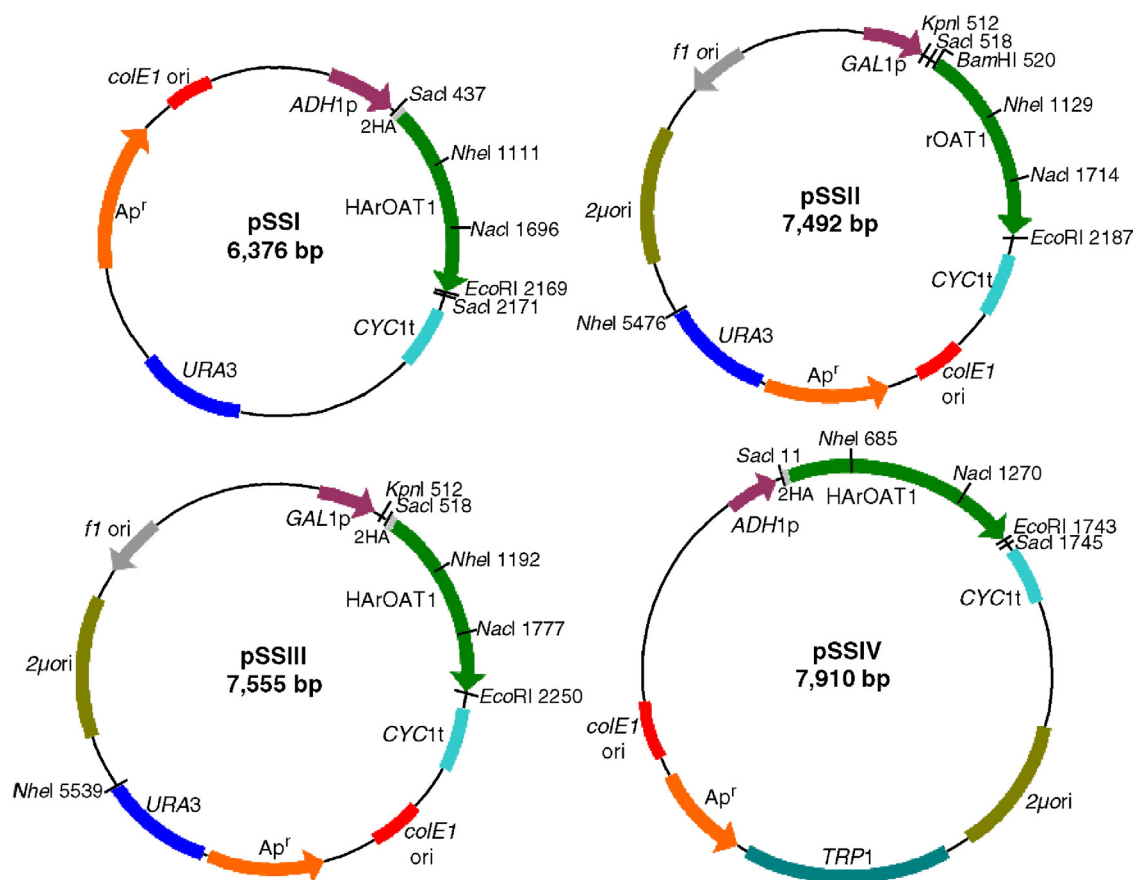 colE1 ori
ADH1p
SacI 437
2HA
NheI 1111
Apʳ
HArOAT1
pSSI
6,376 bp
NacI 1696
EcoRI 2169
SacI 2171
CYC1t
URA3
KpnI 512
SacI 518
BamHI 520
f1 ori
GAL1p
NheI 1129
rOAT1
2µori
NacI 1714
pSSII
7,492 bp
EcoRI 2187
CYC1t
NheI 5476
URA3
Apʳ
colE1
ori
KpnI 512
SacI 518
GAL1p
2HA
f1 ori
NheI 1192
HArOAT1
NacI 1777
2µori
pSSIII
7,555 bp
EcoRI 2250
CYC1t
NheI 5539
URA3
Apʳ
colE1
ori
NheI 685
SacI 11
2HA
HArOAT1
NacI 1270
ADH1p
EcoRI 1743
SacI 1745
CYC1t
pSSIV
7,910 bp
colE1
ori
Apʳ
2µori
TRP1